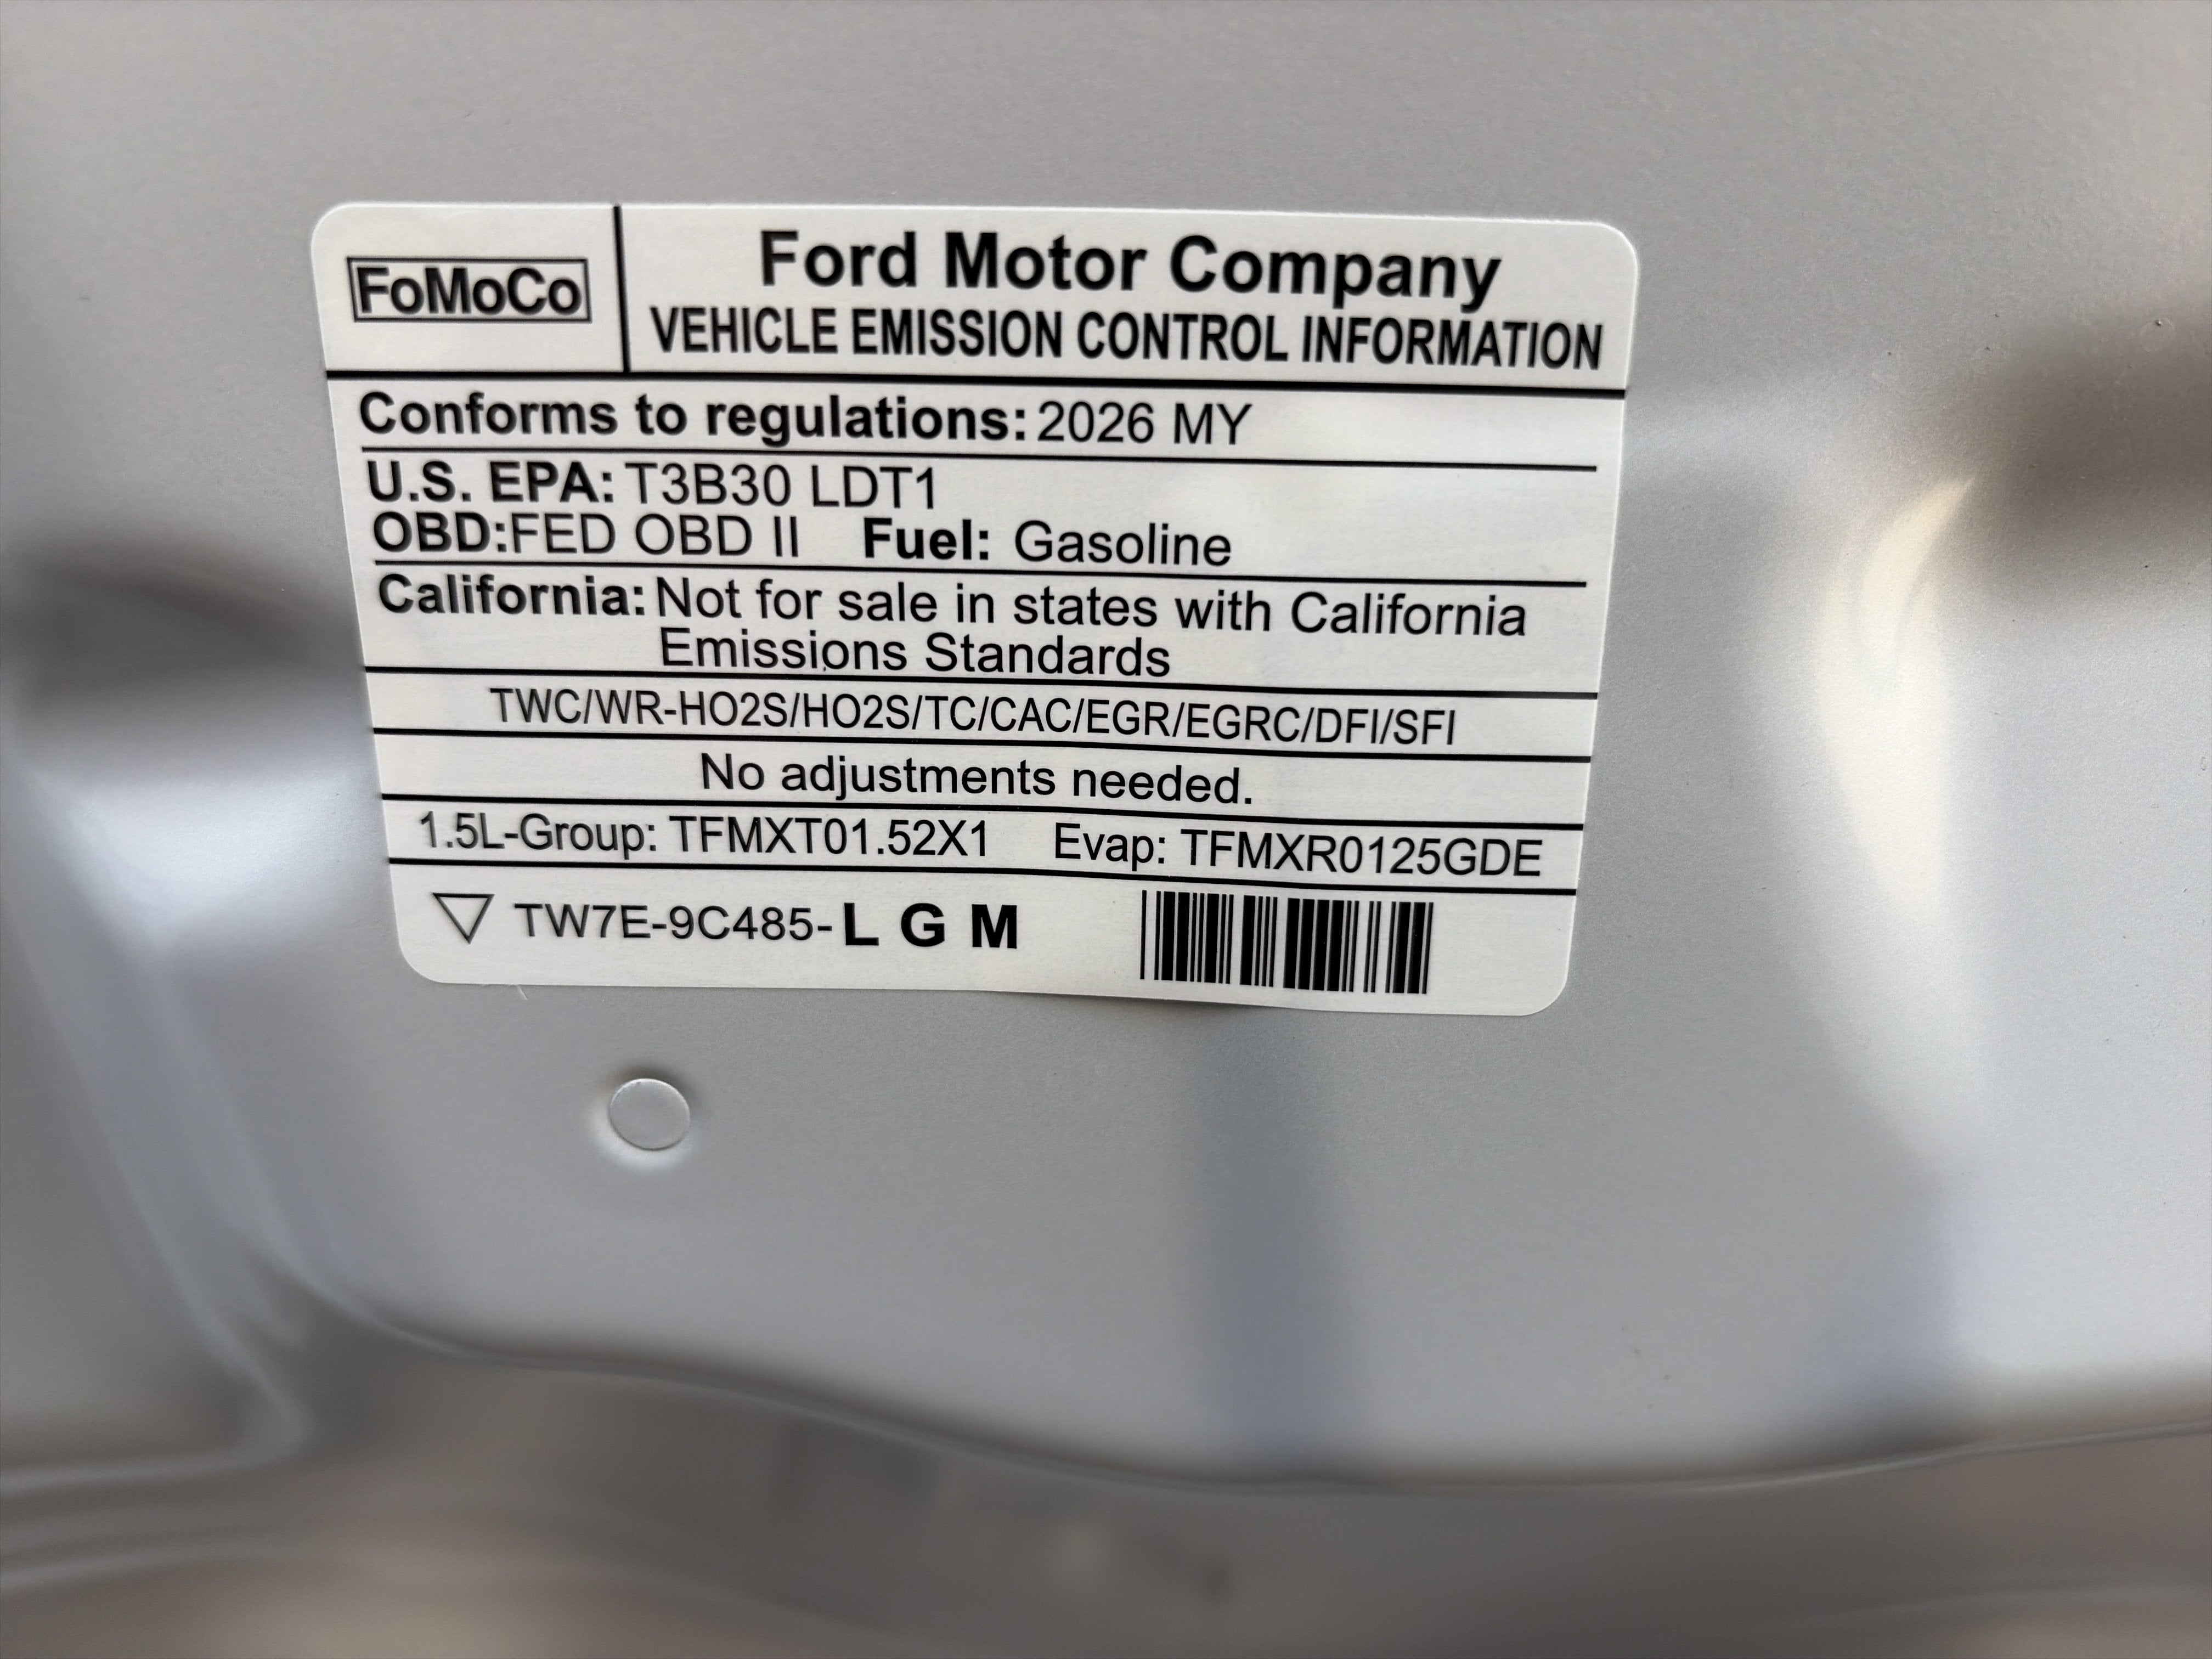 FoMoCo
Ford Motor Company
VEHICLE EMISSION CONTROL INFORMATION
Conforms to regulations: 2026 MY
U.S. EPA: T3B30 LDT1
OBD:FED OBD II Fuel: Gasoline
California: Not for sale in states with California
Emissions Standards
TWC/WR-HO2S/HO2S/TC/CAC/EGR/EGRC/DFI/SFI
No adjustments needed.
1.5L-Group: TFMXT01.52X1 Evap: TFMXR0125GDE
TW7E-9C485-L G M